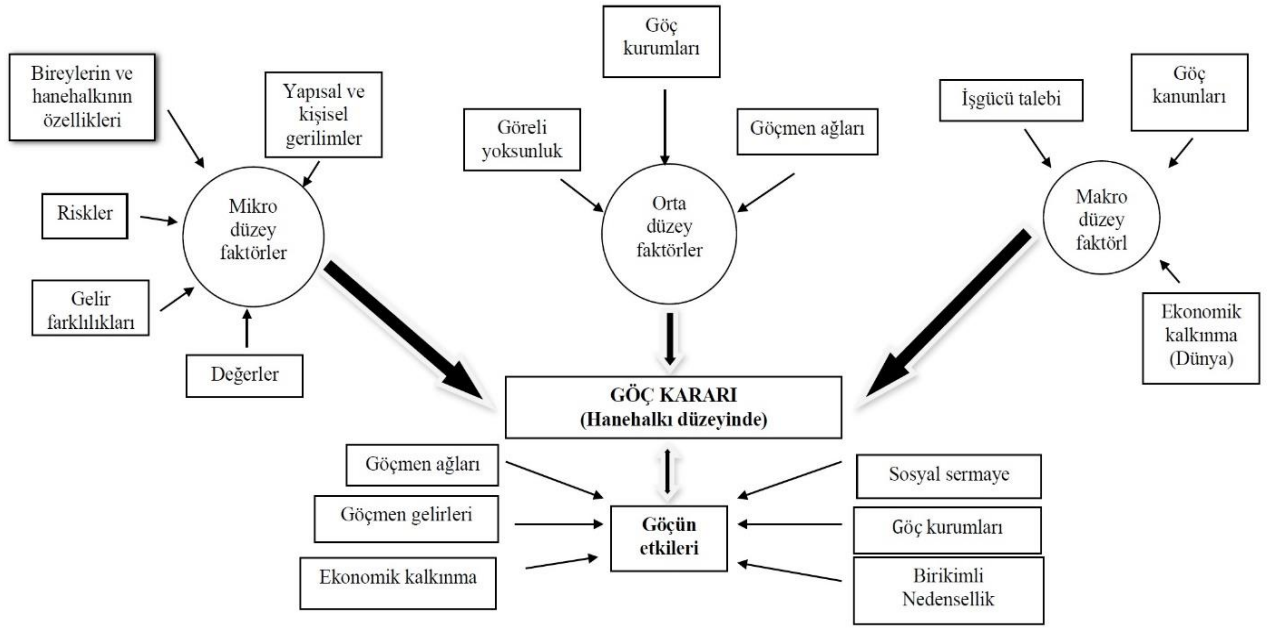 Göç
kurumları
Bireylerin ve
hanehalkının
özellikleri
Yapısal ve
kişisel
gerilimler
Göreli
yoksunluk
Göçmen ağları
İşgücü talebi
Göç
kanunları
Riskler
Mikro
düzey
faktörler
Orta
düzey
faktörler
Makro
düzey
faktörl
Gelir
farklılıkları
Değerler
Ekonomik
kalkınma
(Dünya)
GÖÇ KARARI
(Hanehalkı düzeyinde)
Göçmen ağları
Göçmen gelirleri
Ekonomik kalkınma
Göçün
etkileri
Sosyal sermaye
Göç kurumları
Birikimli
Nedensellik